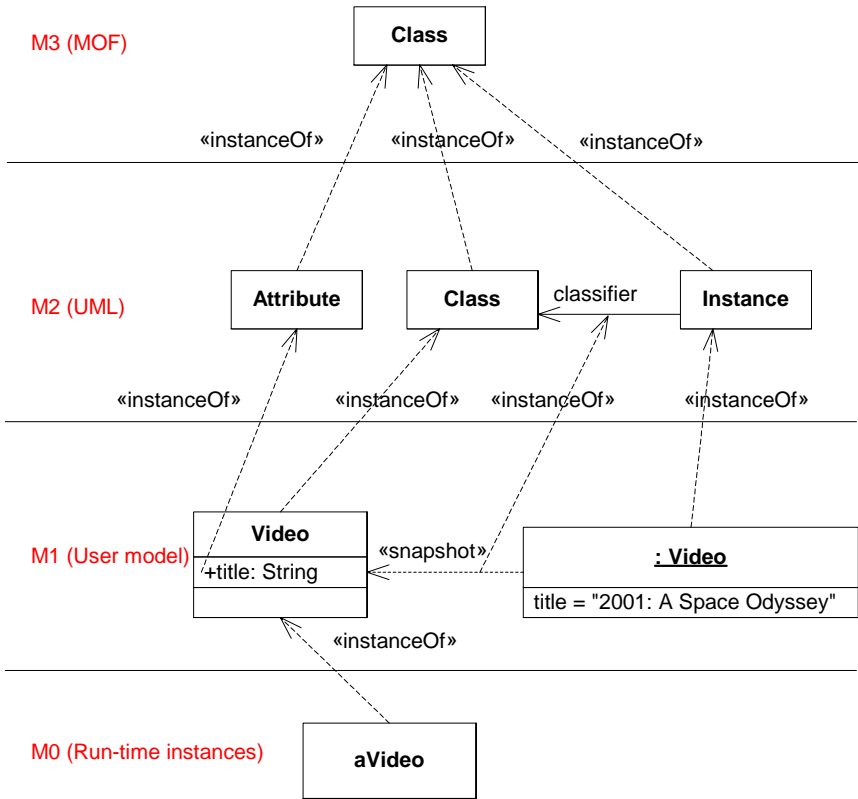 M3 (MOF)
Class
«instanceOf»
«instanceOf»
«instanceOf»
M2 (UML)
Attribute
Class
classifier
Instance
«instanceOf»
«instanceOf»
«instanceOf»
«instanceOf»
M1 (User model)
Video
+title: String
«snapshot»
: Video
title = "2001: A Space Odyssey"
«instanceOf»
M0 (Run-time instances)
aVideo